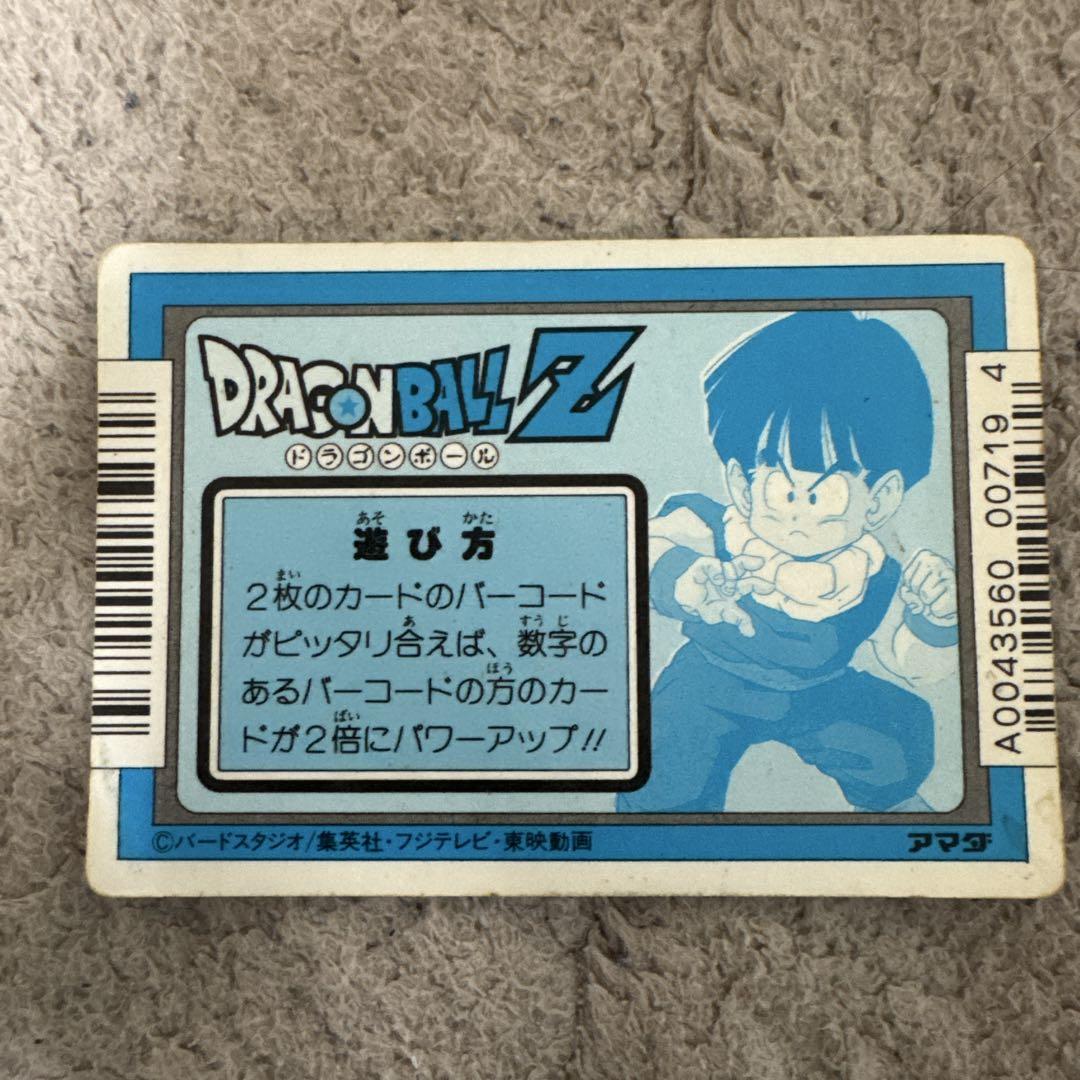 DRAGONBALL Z
ドラゴンボール
あそ かた
遊び方
まい
2枚のカードのバーコード
あ すうじ
がピッタリ合えば、数字の
ほう
あるバーコードの方のカー
ばい
ドが2倍にパワーアップ!!
©バードスタジオ/集英社・フジテレビ・東映動画
アマダ
A0043560 00719 4